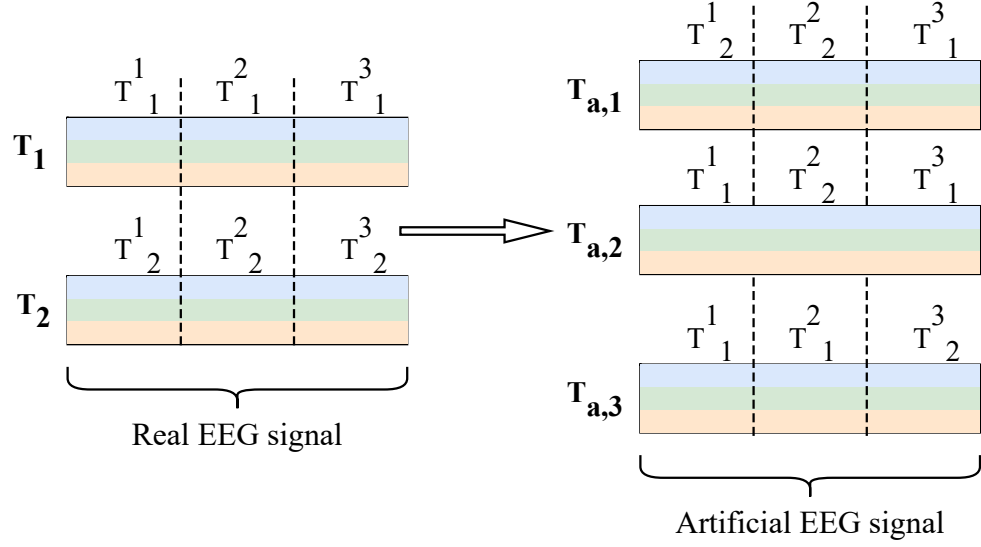 T^1_1 T^2_1 T^3_1
T_1
T^1_2 T^2_2 T^3_2
T_2
Real EEG signal
T^1_2 T^2_2 T^3_1
T_a,1
T^1_1 T^2_2 T^3_1
T_a,2
T^1_1 T^2_1 T^3_2
T_a,3
Artificial EEG signal